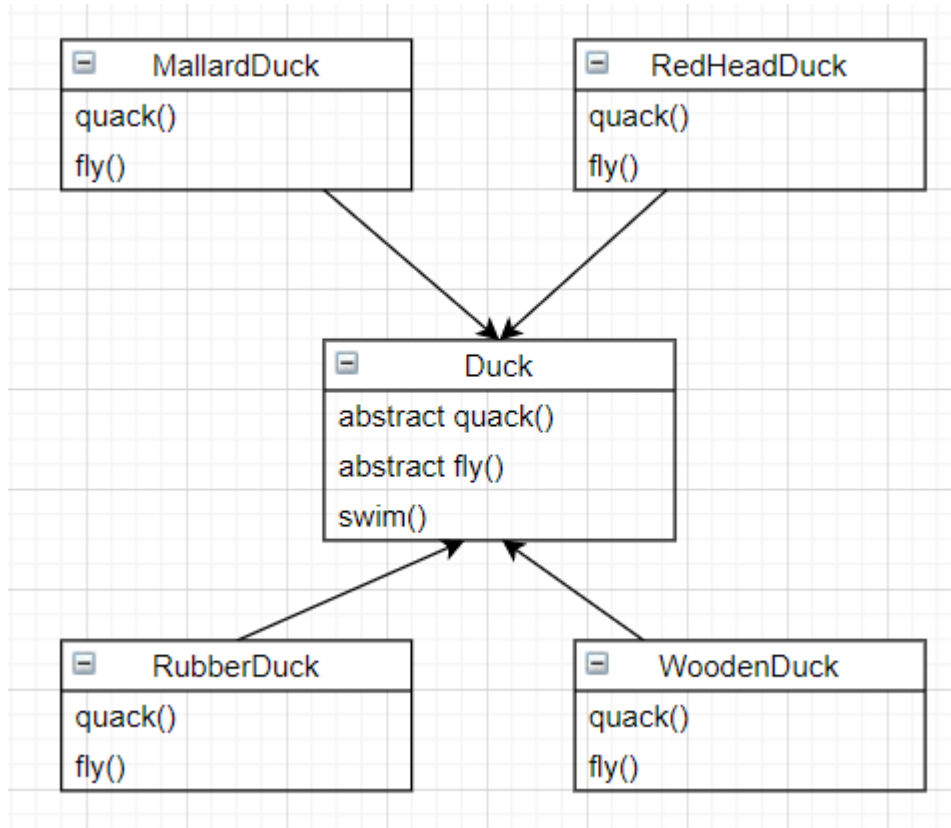 MallardDuck
quack()
fly()
RedHeadDuck
quack()
fly()
Duck
abstract quack()
abstract fly()
swim()
RubberDuck
quack()
fly()
WoodenDuck
quack()
fly()